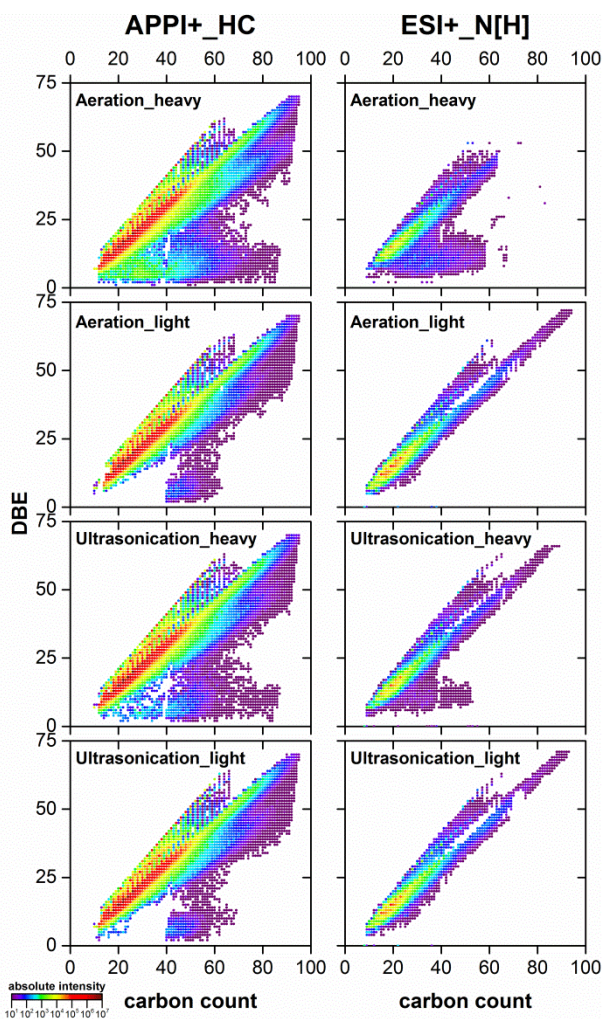 APPI+_HC ESI+_N[H]
0 20 40 60 80 100 0 20 40 60 80 100
75
Aeration_heavy Aeration_heavy
50
25
0
75
Aeration_light Aeration_light
50
25
0
DBE
75
Ultrasonication_heavy Ultrasonication_heavy
50
25
0
75
Ultrasonication_light Ultrasonication_light
50
25
0
0 20 40 60 80 100 0 20 40 60 80 100
absolute intensity
10¹ 10² 10³ 10⁴ 10⁵ 10⁶ 10⁷
carbon count carbon count